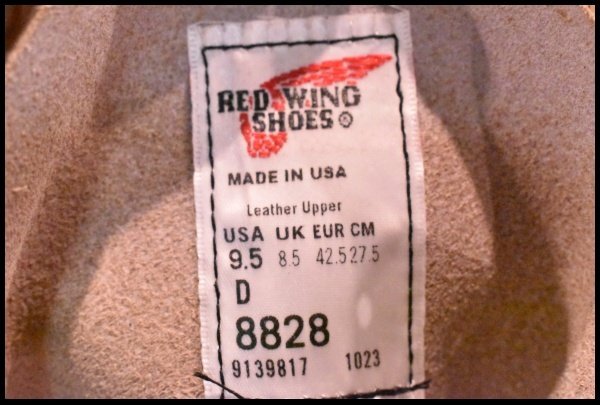 RED WING
SHOES®
MADE IN USA
Leather Upper
USA UK EUR CM
9.5 8.5 42.5 27.5
D
8828
9139817 1023